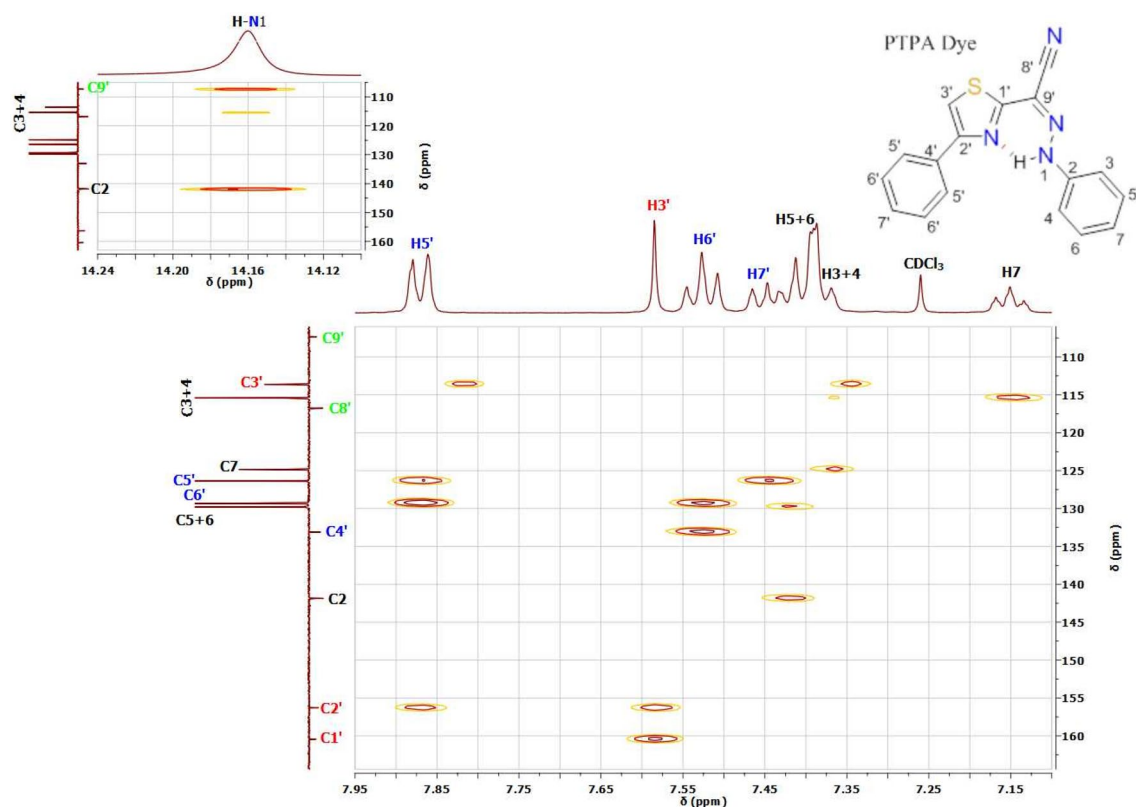 H-N1
C9'
C3+4
C2
110
120
130
140
150
160
δ (ppm)
14.24
14.20
14.16
14.12
δ (ppm)
PTPA Dye
N
8'
S
3'
1'
9'
N
2'
N
H
N
1
4'
5'
5'
6'
6'
7'
2
3
4
5
6
7
H5'
H3'
H6'
H7'
H5+6
H3+4
CDCl3
H7
C9'
C3'
C3+4
C8'
C7
C5'
C6'
C5+6
C4'
C2
C2'
C1'
110
115
120
125
130
135
140
145
150
155
160
δ (ppm)
7.95
7.85
7.75
7.65
7.55
7.45
7.35
7.25
7.15
δ (ppm)